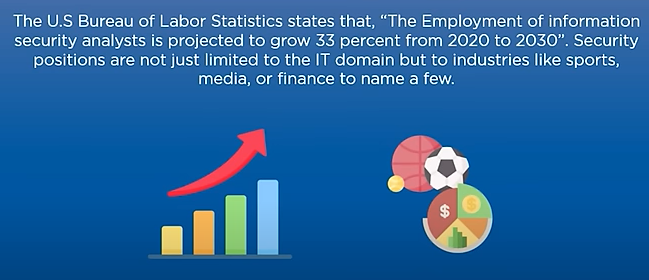 The U.S Bureau of Labor Statistics states that, “The Employment of information
security analysts is projected to grow 33 percent from 2020 to 2030”. Security
positions are not just limited to the IT domain but to industries like sports,
media, or finance to name a few.
$
$